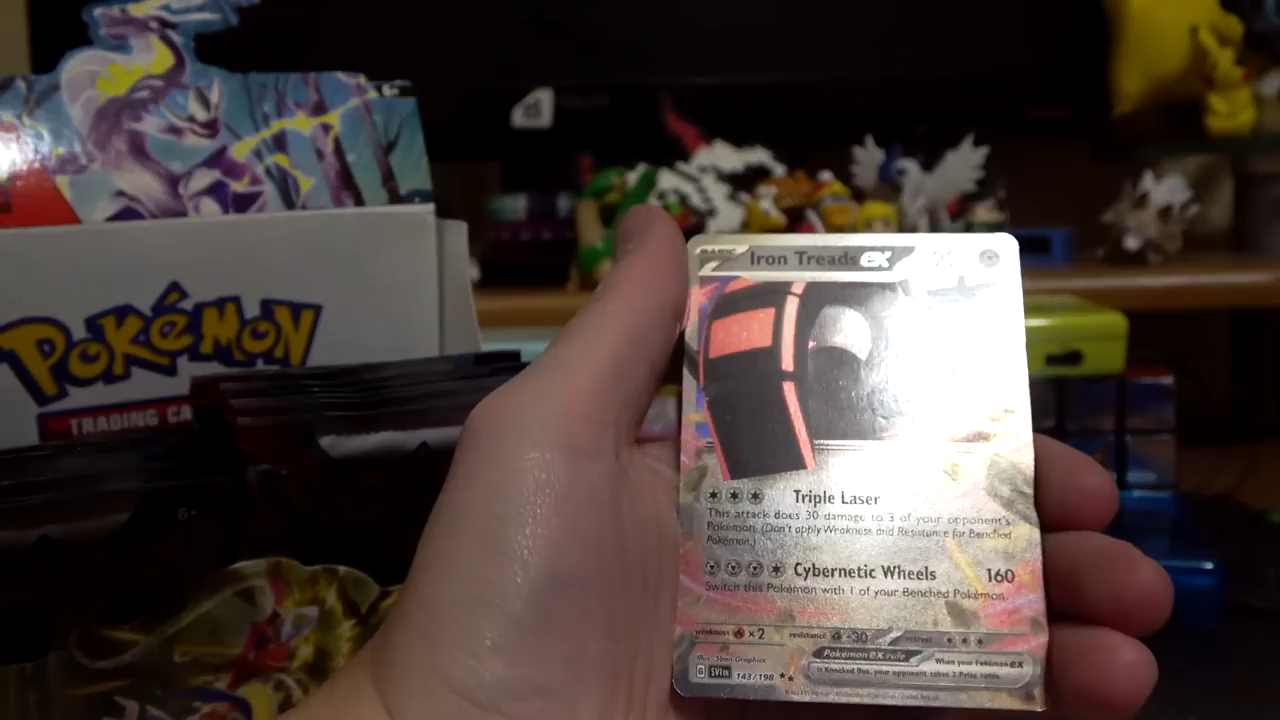 POKéMON
TRADING CA
6+
BASIC
Iron Treads ex
Triple Laser
This attack does 30 damage to 3 of your opponent's
Pokémon. (Don't apply Weakness and Resistance for Benched
Pokémon.)
Cybernetic Wheels 160
Switch this Pokémon with 1 of your Benched Pokémon.
weakness ×2 resistance -30 retreat
Pokémon ex rule
When your Pokémon ex
is Knocked Out, your opponent takes 2 Prize cards.
Illus. 5ban Graphics
G SVI EN 143/198